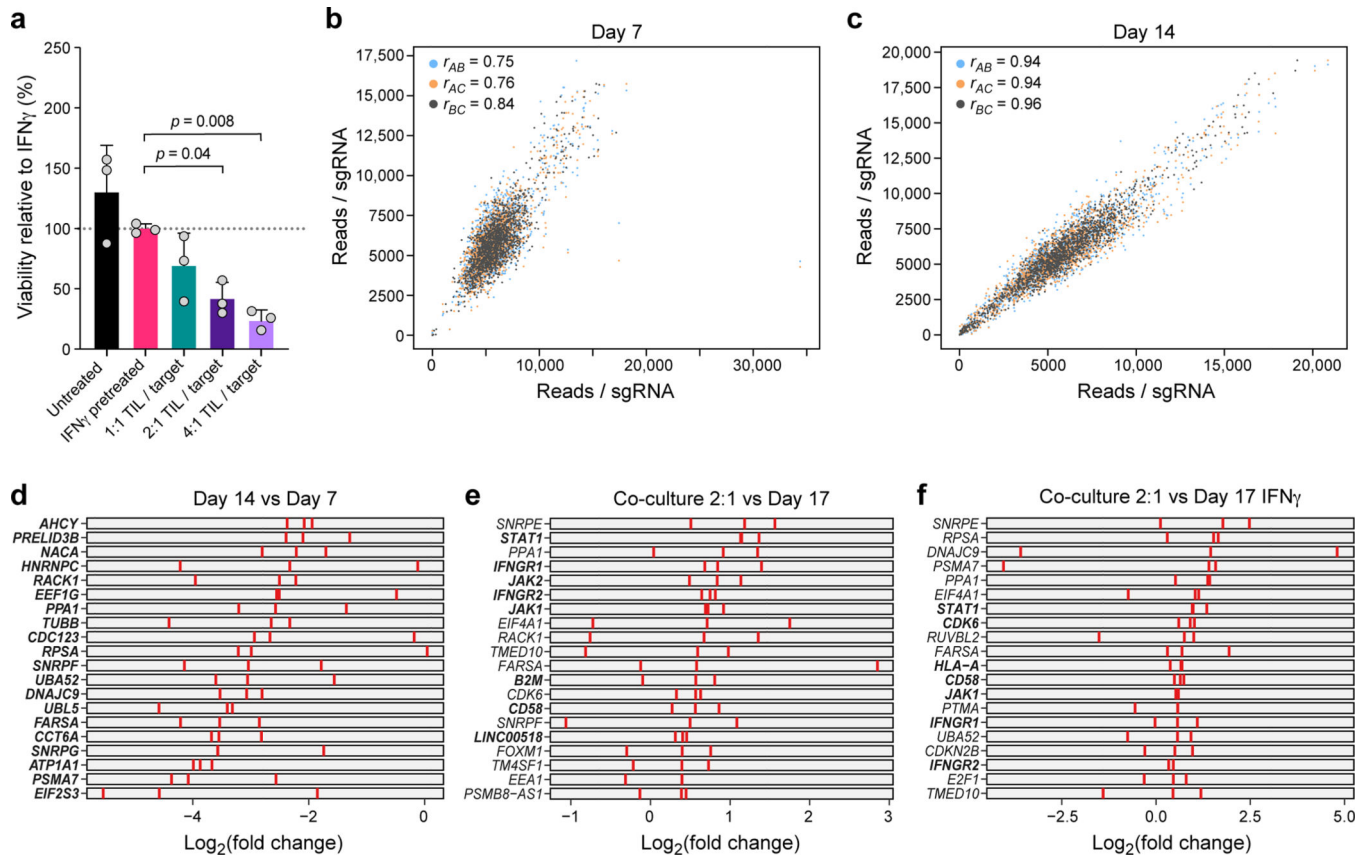 a
Viability relative to IFNγ (%)
250
200
150
100
50
0
p = 0.008
p = 0.04
Untreated
IFNγ pretreated
1:1 TIL / target
2:1 TIL / target
4:1 TIL / target
b
Day 7
Reads / sgRNA
17,500
15,000
12,500
10,000
7500
5000
2500
0
r_AB = 0.75
r_AC = 0.76
r_BC = 0.84
0
10,000
20,000
30,000
Reads / sgRNA
c
Day 14
Reads / sgRNA
20,000
17,500
15,000
12,500
10,000
7500
5000
2500
0
r_AB = 0.94
r_AC = 0.94
r_BC = 0.96
0
5000
10,000
15,000
20,000
Reads / sgRNA
d
Day 14 vs Day 7
AHCY
PRELID3B
NACA
HNRNPC
RACK1
EEF1G
PPA1
TUBB
CDC123
RPSA
SNRPF
UBA52
DNAJC9
UBL5
FARSA
CCT6A
SNRPG
ATP1A1
PSMA7
EIF2S3
−4
−2
0
Log2(fold change)
e
Co-culture 2:1 vs Day 17
SNRPE
STAT1
PPA1
IFNGR1
JAK2
IFNGR2
JAK1
EIF4A1
RACK1
TMED10
FARSA
B2M
CDK6
CD58
SNRPF
LINC00518
FOXM1
TM4SF1
EEA1
PSMB8−AS1
−1
0
1
2
3
Log2(fold change)
f
Co-culture 2:1 vs Day 17 IFNγ
SNRPE
RPSA
DNAJC9
PSMA7
PPA1
EIF4A1
STAT1
CDK6
RUVBL2
FARSA
HLA−A
CD58
JAK1
PTMA
IFNGR1
UBA52
CDKN2B
IFNGR2
E2F1
TMED10
−2.5
0.0
2.5
5.0
Log2(fold change)